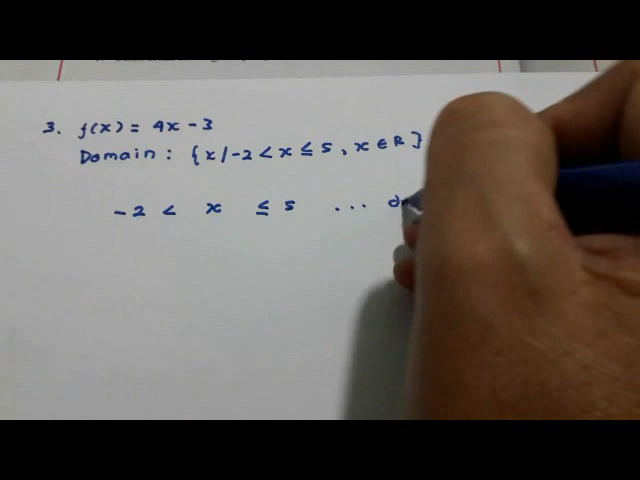 3. f(x) = 4x - 3
Domain : {x/-2 < x ≤ 5, x ∈ R}
-2 < x ≤ 5 ...